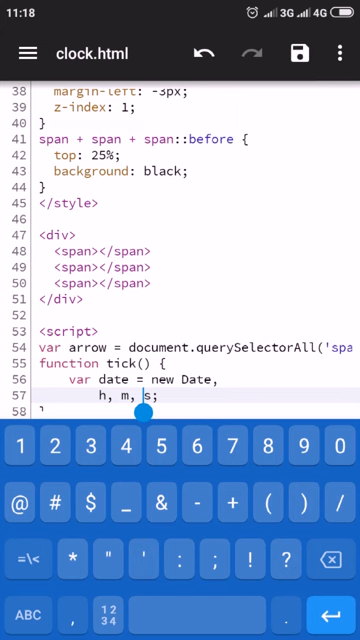 11:18 3G 4G
clock.html
38 margin-left: -3px;
39 z-index: 1;
40 }
41 span + span + span::before {
42 top: 25%;
43 background: black;
44 }
45 </style>
46
47 <div>
48 <span></span>
49 <span></span>
50 <span></span>
51 </div>
52
53 <script>
54 var arrow = document.querySelectorAll('spa
55 function tick() {
56 var date = new Date,
57 h, m, s;
58 }
1 2 3 4 5 6 7 8 9 0
@ # $ _ & - + ( ) /
=\< * " ' : ; ! ?
ABC , 12 .
34